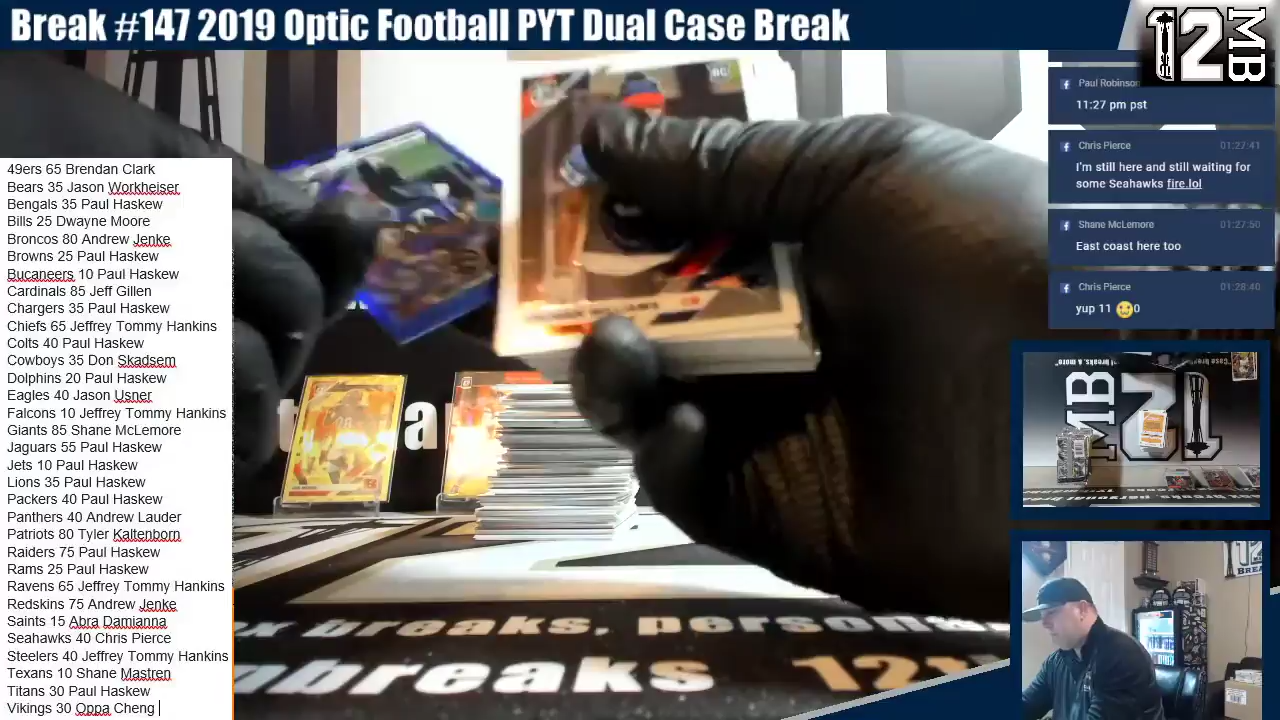 Break #147 2019 Optic Football PYT Dual Case Break
12
MB
49ers 65 Brendan Clark
Bears 35 Jason Workheiser
Bengals 35 Paul Haskew
Bills 25 Dwayne Moore
Broncos 80 Andrew Jenke
Browns 25 Paul Haskew
Bucaneers 10 Paul Haskew
Cardinals 85 Jeff Gillen
Chargers 35 Paul Haskew
Chiefs 65 Jeffrey Tommy Hankins
Colts 40 Paul Haskew
Cowboys 35 Don Skadsem
Dolphins 20 Paul Haskew
Eagles 40 Jason Usner
Falcons 10 Jeffrey Tommy Hankins
Giants 85 Shane McLemore
Jaguars 55 Paul Haskew
Jets 10 Paul Haskew
Lions 35 Paul Haskew
Packers 40 Paul Haskew
Panthers 40 Andrew Lauder
Patriots 80 Tyler Kaltenborn
Raiders 75 Paul Haskew
Rams 25 Paul Haskew
Ravens 65 Jeffrey Tommy Hankins
Redskins 75 Andrew Jenke
Saints 15 Abra Damianna
Seahawks 40 Chris Pierce
Steelers 40 Jeffrey Tommy Hankins
Texans 10 Shane Mastren
Titans 30 Paul Haskew
Vikings 30 Oppa Cheng
Paul Robinson
11:27 pm pst
Chris Pierce 01:27:41
I'm still here and still waiting for
some Seahawks fire.lol
Shane McLemore 01:27:50
East coast here too
Chris Pierce 01:28:40
yup 11 🥲0
breaks, person
breaks 12
MB 12
12
BREA